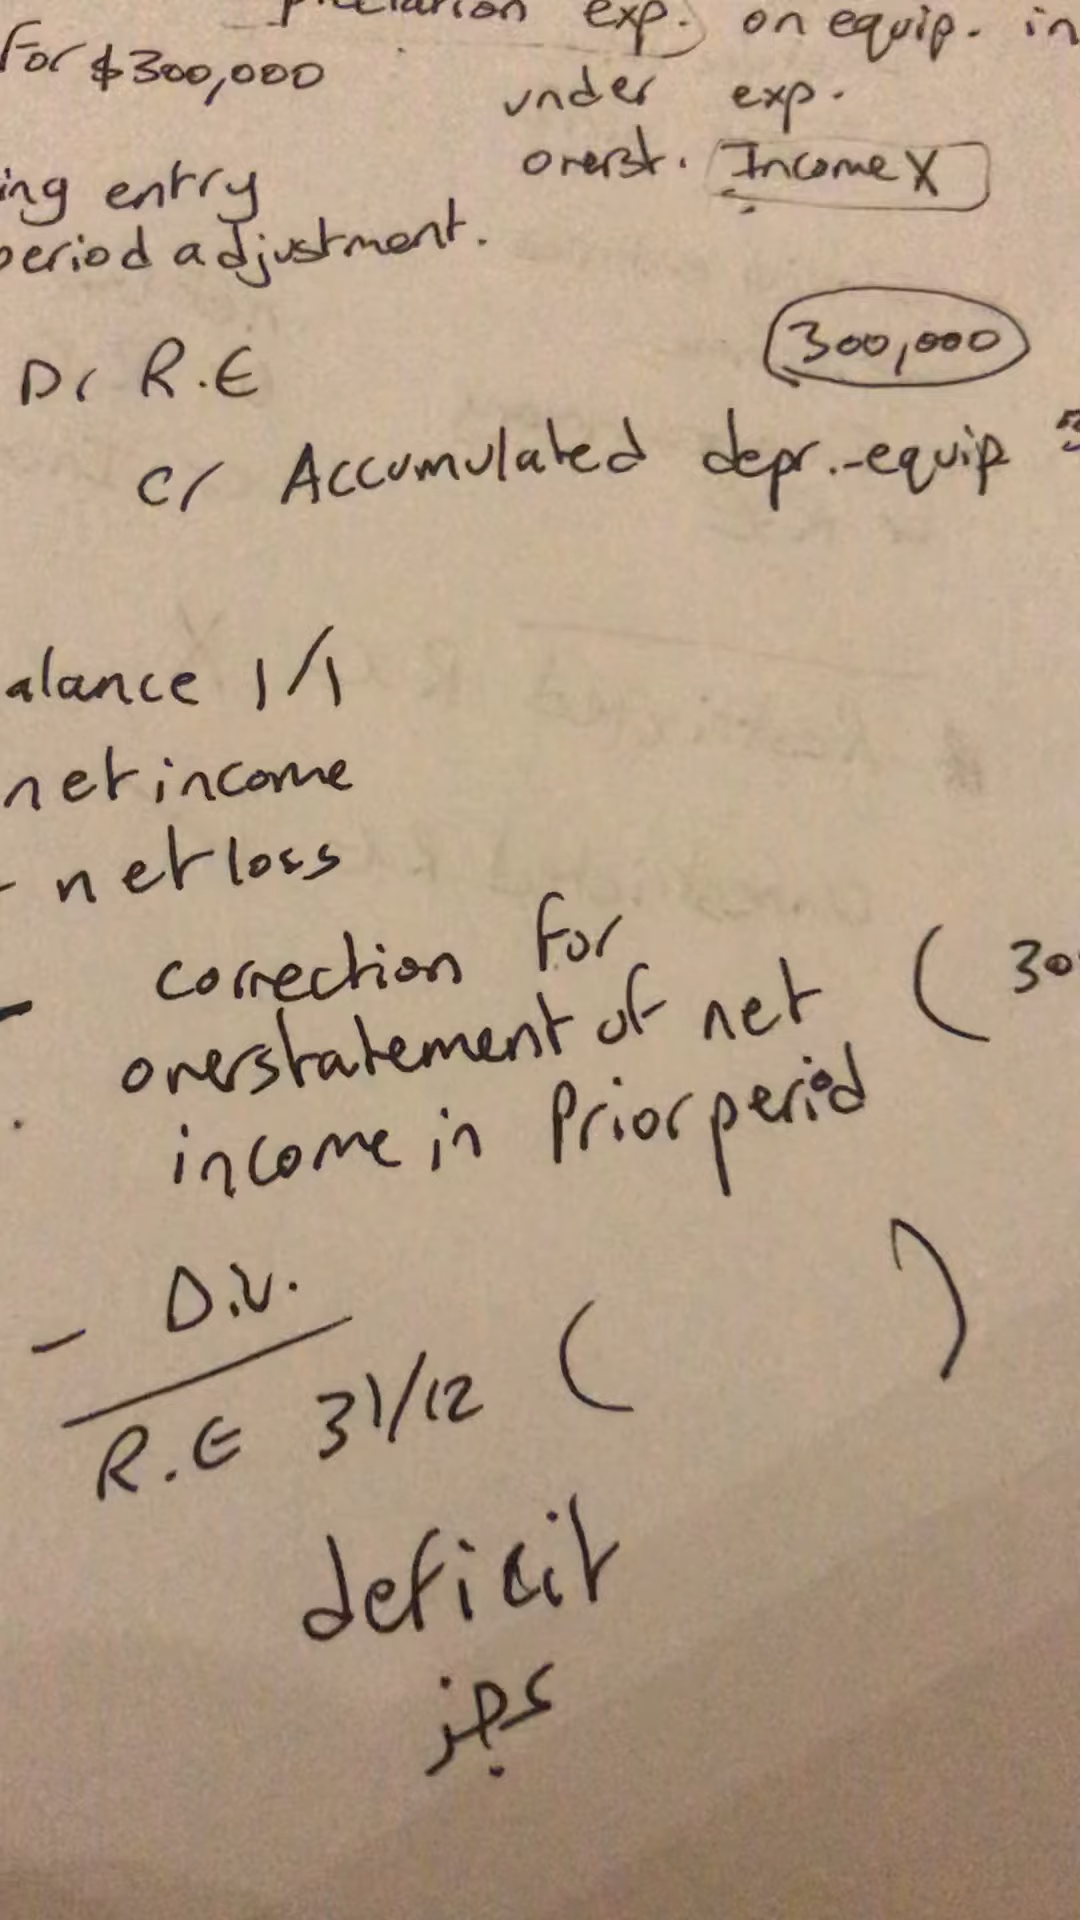 exp. on equip. in
For $300,000
under exp.
overst. Income X
ing entry
period adjustment.
300,000
Dr R.E
Cr Accumulated depr.-equip
alance 1/1
net income
- net loss
- correction for
overstatement of net (30
income in Prior period
- D.V.
R.E 31/12 ( )
deficit
عجز